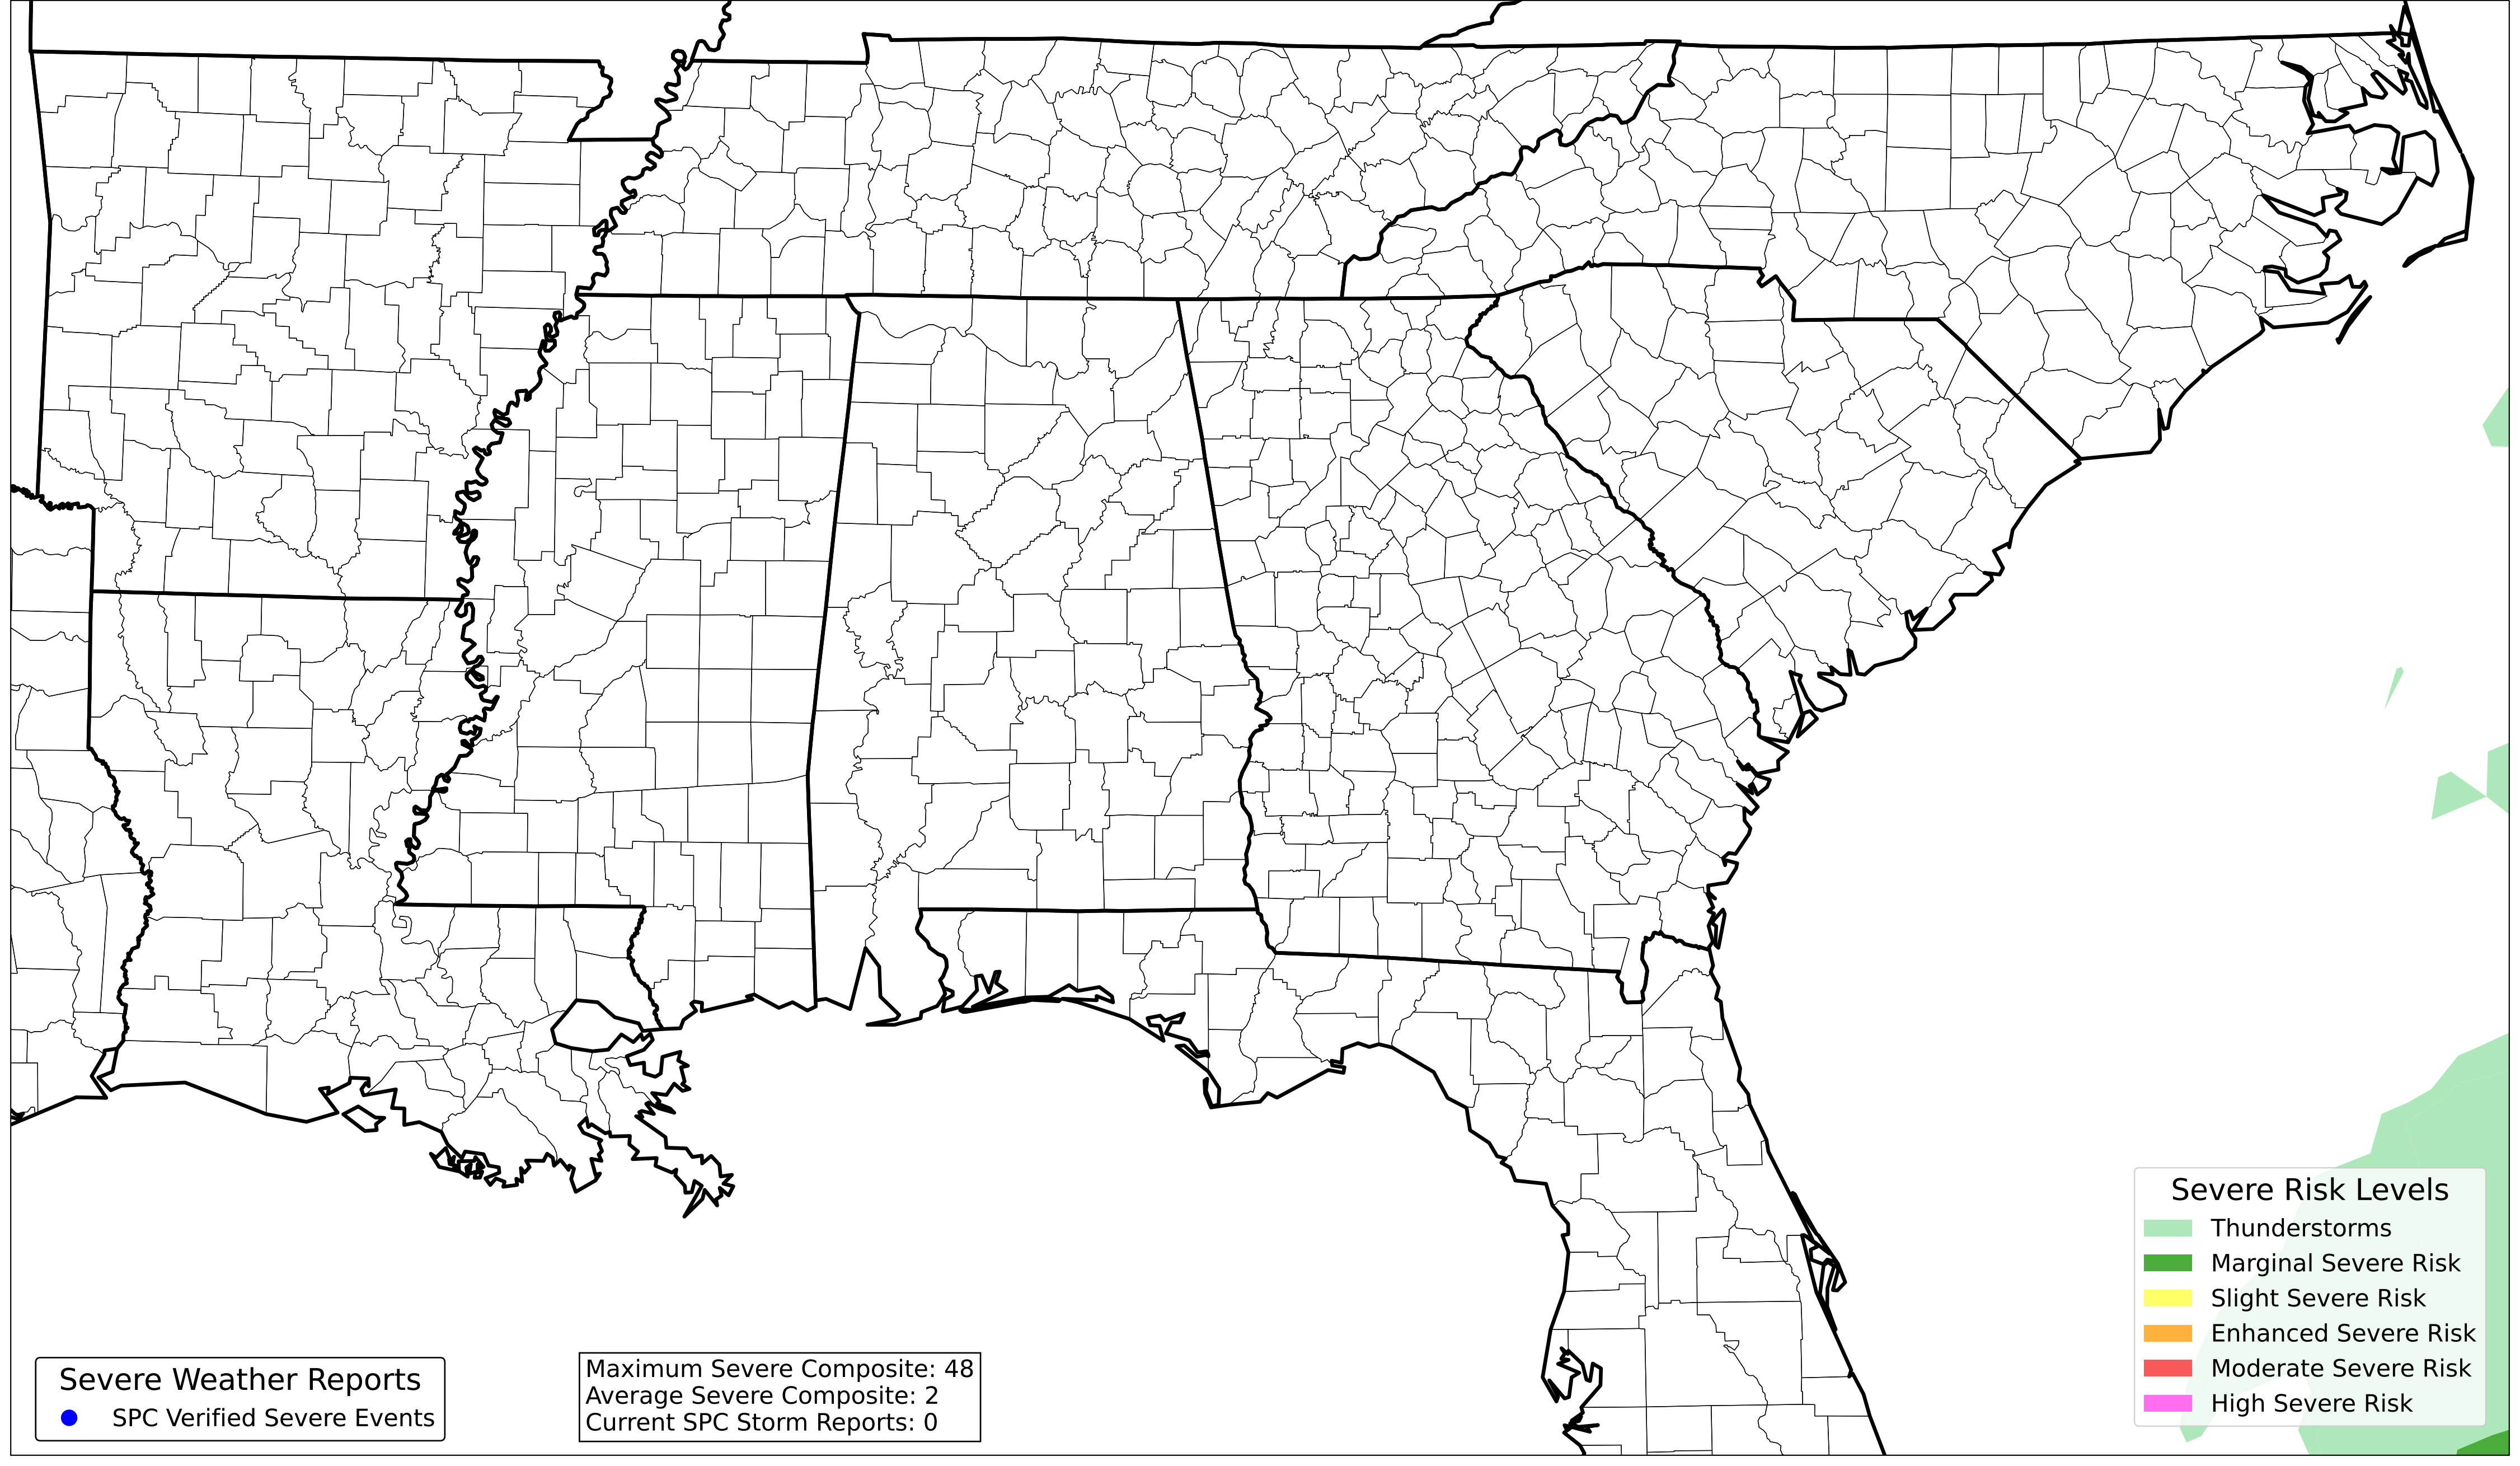 Severe Weather Reports
SPC Verified Severe Events
Maximum Severe Composite: 48
Average Severe Composite: 2
Current SPC Storm Reports: 0
Severe Risk Levels
Thunderstorms
Marginal Severe Risk
Slight Severe Risk
Enhanced Severe Risk
Moderate Severe Risk
High Severe Risk